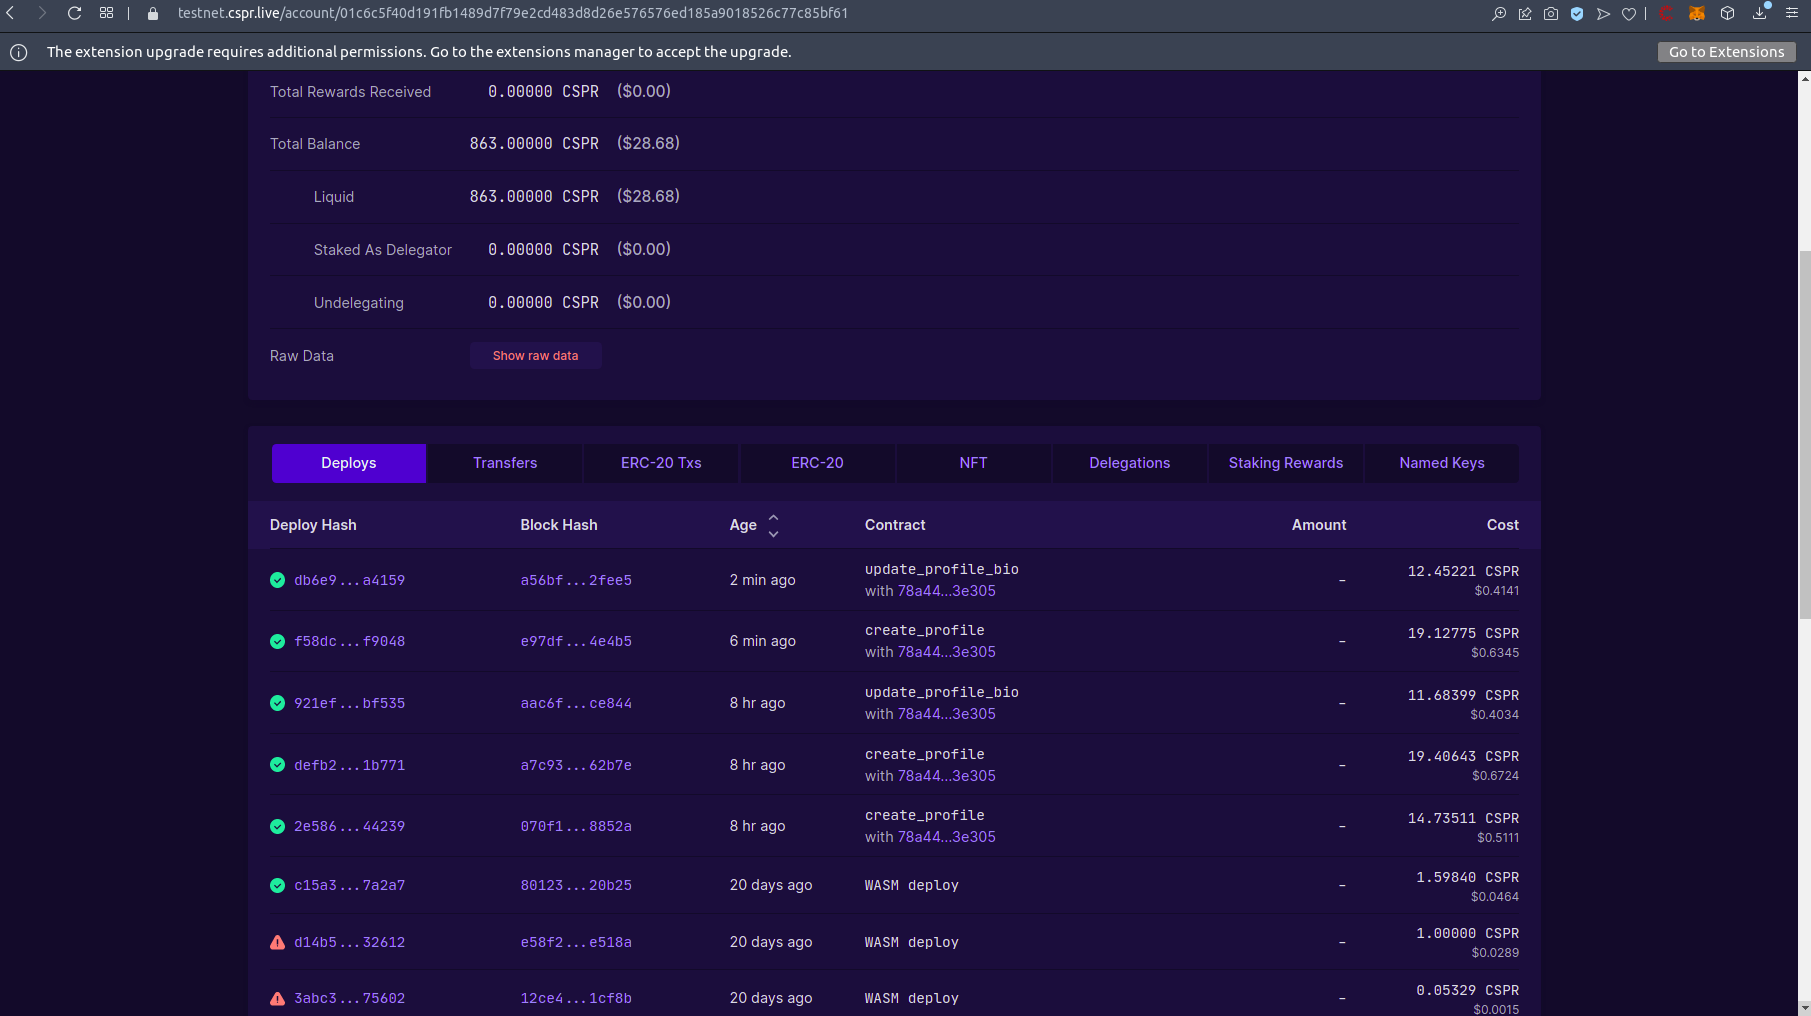 testnet.cspr.live/account/01c6c5f40d191fb1489d7f79e2cd483d8d26e576576ed185a9018526c77c85bf61
The extension upgrade requires additional permissions. Go to the extensions manager to accept the upgrade.
Go to Extensions
Total Rewards Received 0.00000 CSPR ($0.00)
Total Balance 863.00000 CSPR ($28.68)
Liquid 863.00000 CSPR ($28.68)
Staked As Delegator 0.00000 CSPR ($0.00)
Undelegating 0.00000 CSPR ($0.00)
Raw Data Show raw data
Deploys Transfers ERC-20 Txs ERC-20 NFT Delegations Staking Rewards Named Keys
Deploy Hash Block Hash Age Contract Amount Cost
db6e9...a4159 a56bf...2fee5 2 min ago update_profile_bio – 12.45221 CSPR
with 78a44...3e305 $0.4141
f58dc...f9048 e97df...4e4b5 6 min ago create_profile – 19.12775 CSPR
with 78a44...3e305 $0.6345
921ef...bf535 aac6f...ce844 8 hr ago update_profile_bio – 11.68399 CSPR
with 78a44...3e305 $0.4034
defb2...1b771 a7c93...62b7e 8 hr ago create_profile – 19.40643 CSPR
with 78a44...3e305 $0.6724
2e586...44239 070f1...8852a 8 hr ago create_profile – 14.73511 CSPR
with 78a44...3e305 $0.5111
c15a3...7a2a7 80123...20b25 20 days ago WASM deploy – 1.59840 CSPR
$0.0464
d14b5...32612 e58f2...e518a 20 days ago WASM deploy – 1.00000 CSPR
$0.0289
3abc3...75602 12ce4...1cf8b 20 days ago WASM deploy – 0.05329 CSPR
$0.0015